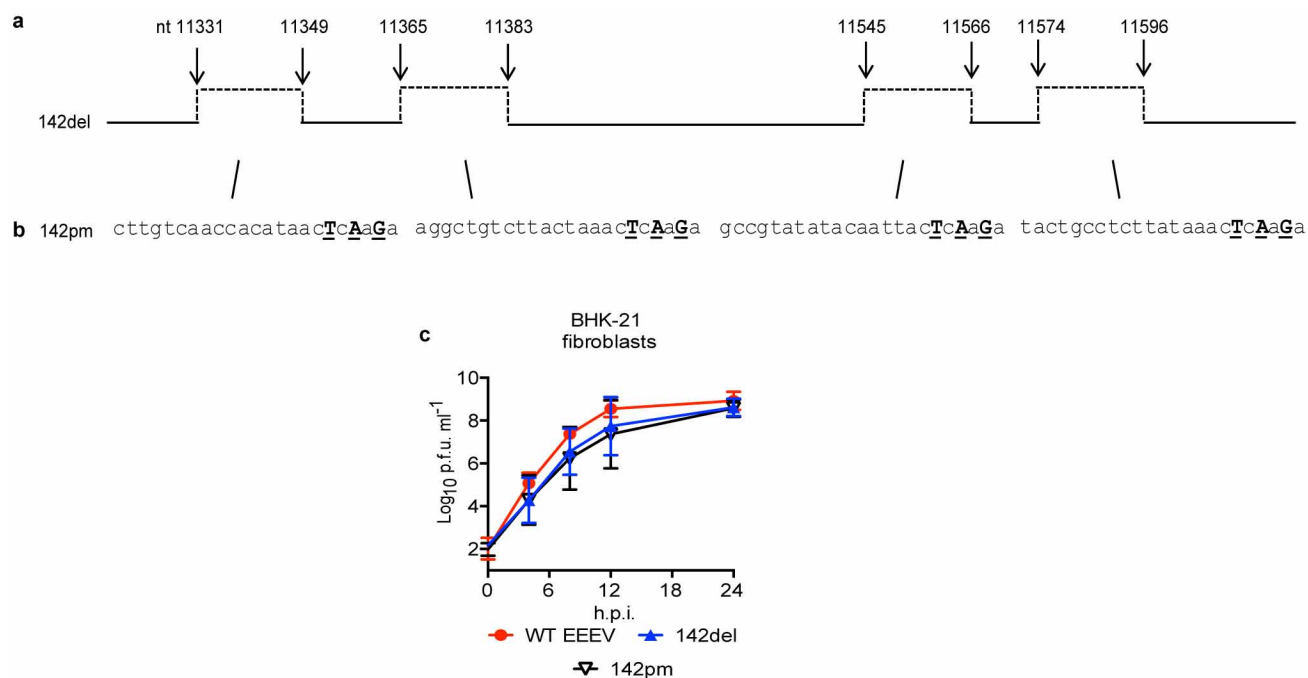 a
nt 11331 11349 11365 11383 11545 11566 11574 11596
142del
b 142pm cttgtcaaccacataacTcAaGa aggctgtcttactaaacTcAaGa gccgtatatacaattacTcAaGa tactgcctcttataaacTcAaGa
c
BHK-21
fibroblasts
Log10 p.f.u. ml-1
10
8
6
4
2
0 6 12 18 24
h.p.i.
WT EEEV 142del
142pm